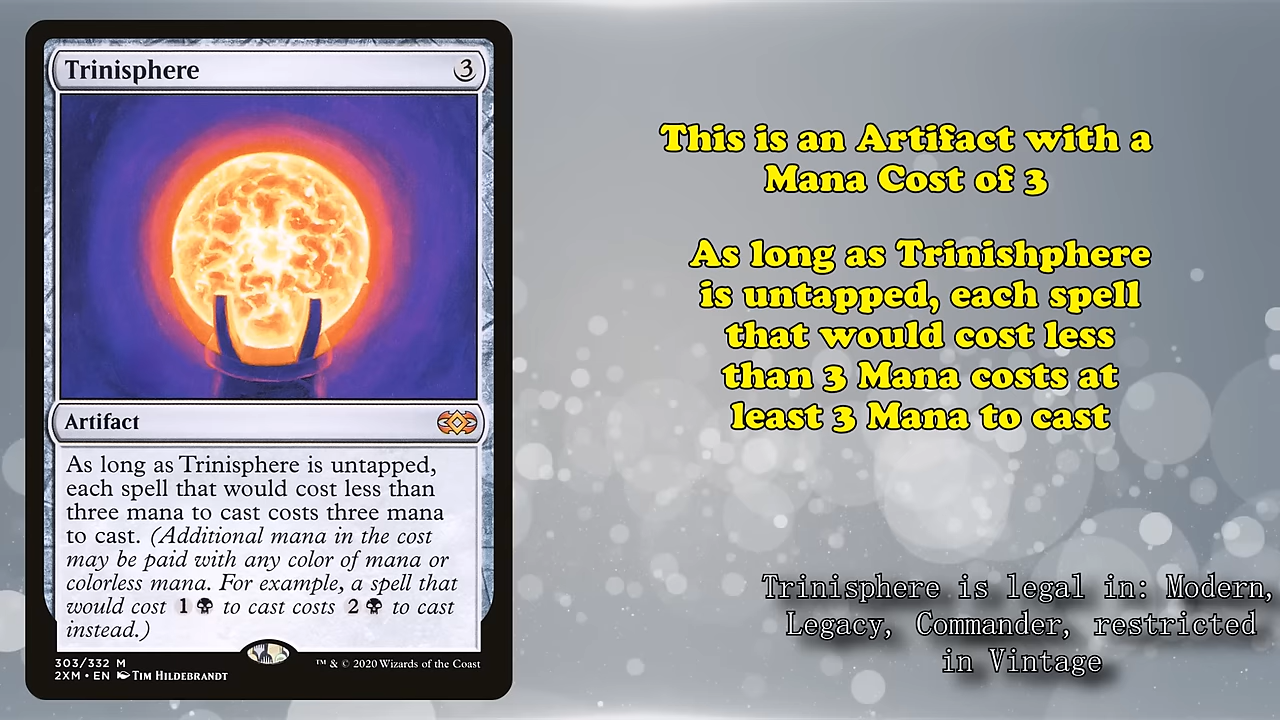 Trinisphere 3
Artifact
As long as Trinisphere is untapped,
each spell that would cost less than
three mana to cast costs three mana
to cast. (Additional mana in the cost
may be paid with any color of mana or
colorless mana. For example, a spell that
would cost 1 to cast costs 2 to cast
instead.)
303/332 M
2XM • EN Tim Hildebrandt
™ & © 2020 Wizards of the Coast
This is an Artifact with a
Mana Cost of 3
As long as Trinishphere
is untapped, each spell
that would cost less
than 3 Mana costs at
least 3 Mana to cast
Trinisphere is legal in: Modern,
Legacy, Commander, restricted
in Vintage